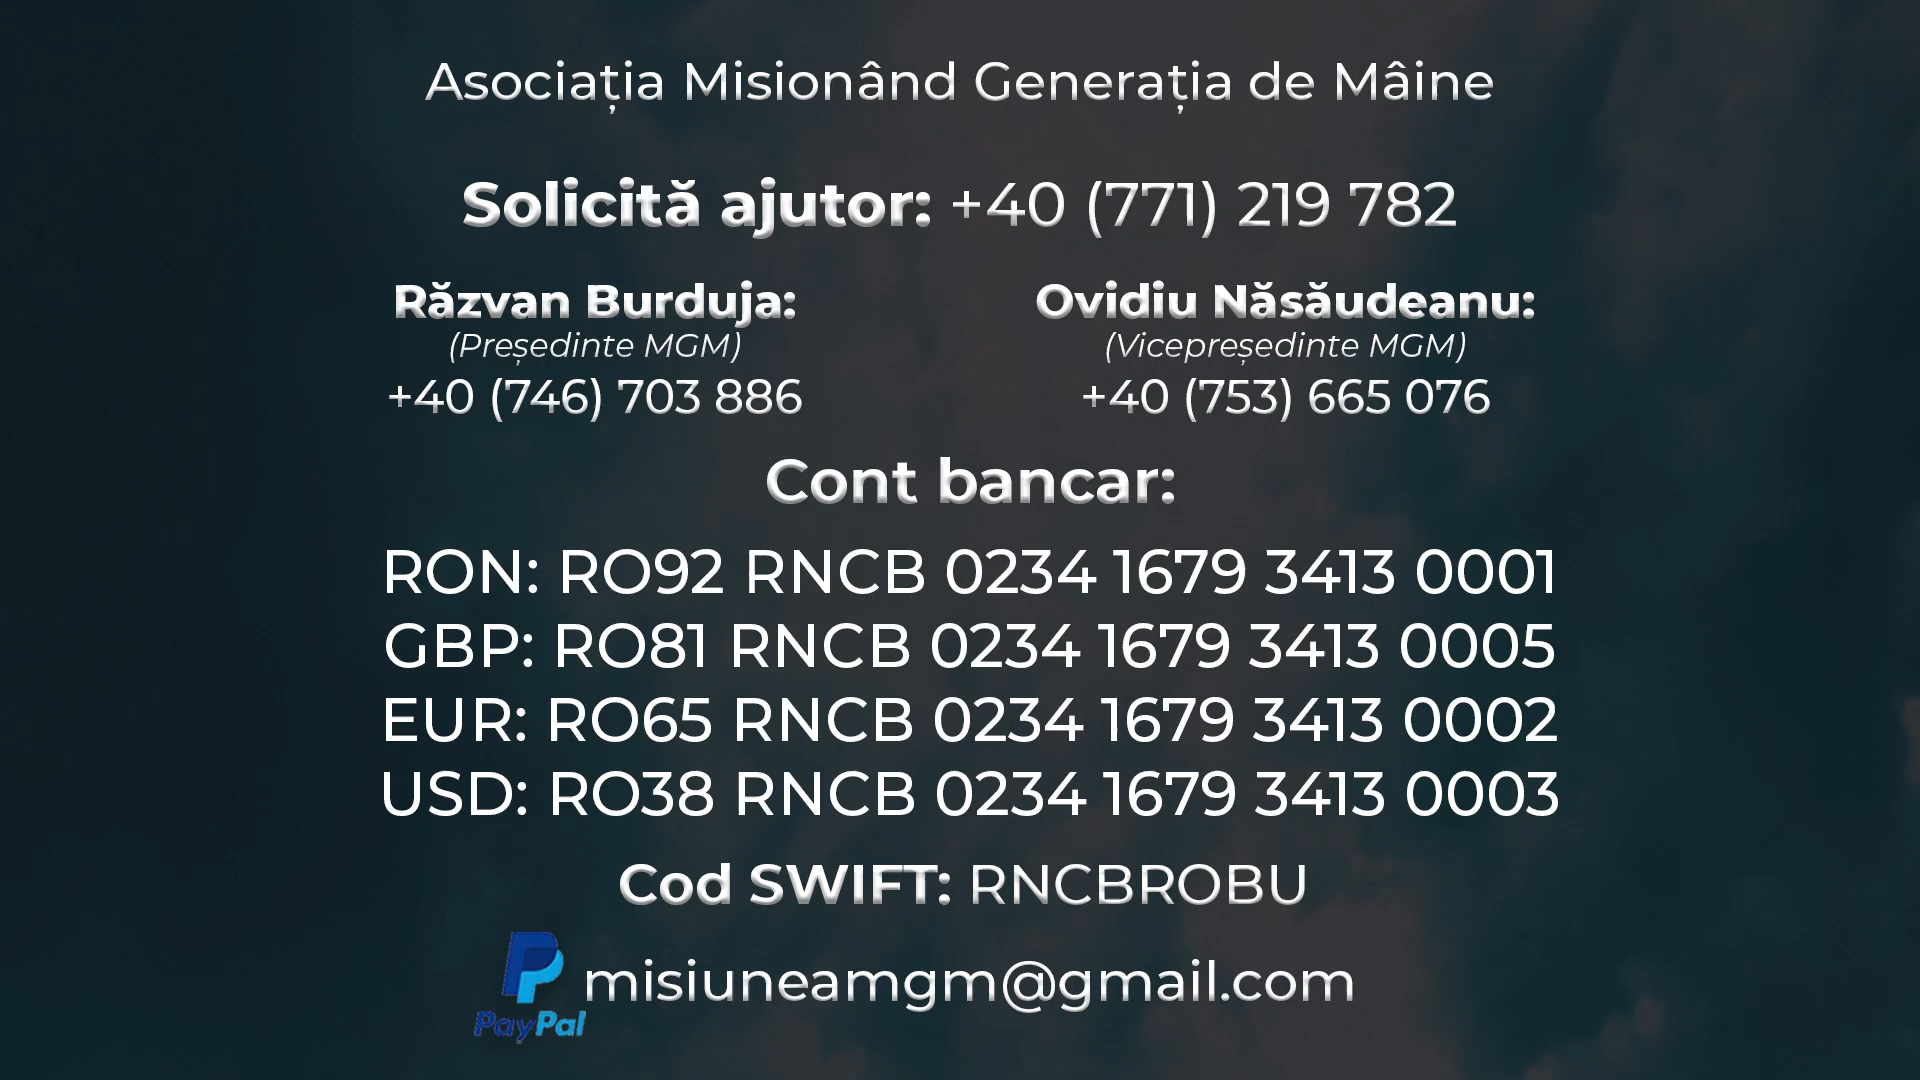 Asociația Misionând Generația de Mâine
Solicită ajutor: +40 (771) 219 782
Răzvan Burduja:
(Președinte MGM)
+40 (746) 703 886
Ovidiu Năsăudeanu:
(Vicepreședinte MGM)
+40 (753) 665 076
Cont bancar:
RON: RO92 RNCB 0234 1679 3413 0001
GBP: RO81 RNCB 0234 1679 3413 0005
EUR: RO65 RNCB 0234 1679 3413 0002
USD: RO38 RNCB 0234 1679 3413 0003
Cod SWIFT: RNCBROBU
misiuneamgm@gmail.com
PayPal